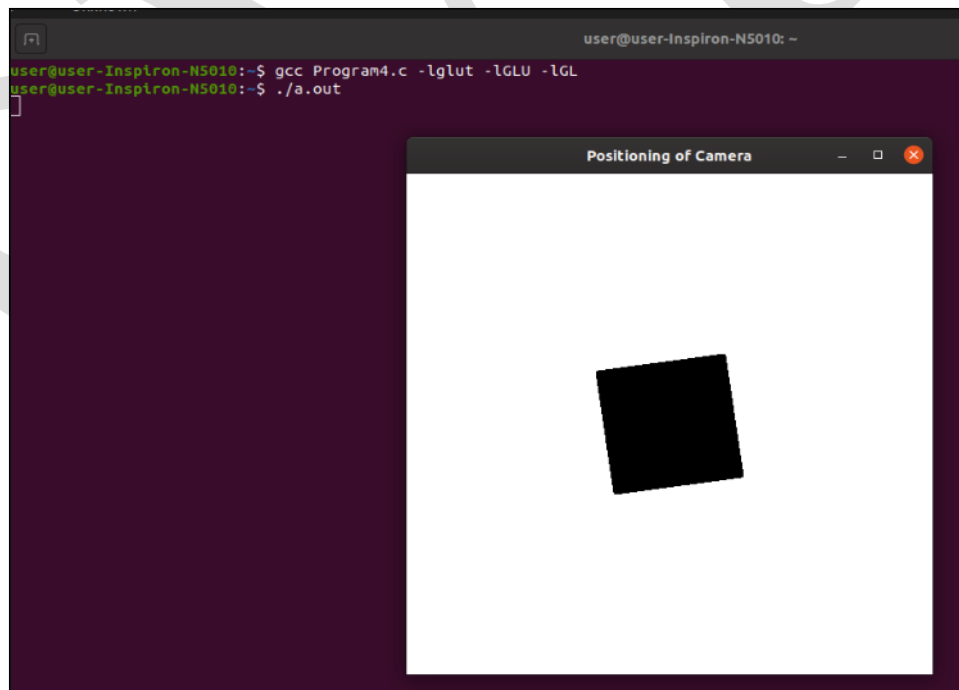 user@user-Inspiron-N5010: ~
user@user-Inspiron-N5010:~$ gcc Program4.c -lglut -lGLU -lGL
user@user-Inspiron-N5010:~$ ./a.out
Positioning of Camera